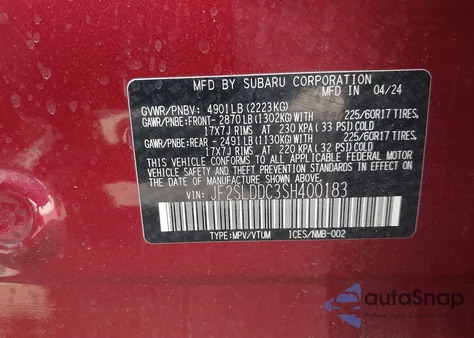 MFD BY SUBARU CORPORATION 04/24
GVWR/PNBV: 4901LB(2223KG)
GAWR/PNBE:FRONT- 2870LB(1302KG)WITH 225/60R17 TIRES,
17X7J RIMS AT 230 KPA( 33 PSI)COLD
GAWR/PNBE:REAR - 2491LB(1130KG)WITH 225/60R17 TIRES,
17X7J RIMS AT 220 KPA( 32 PSI)COLD
THIS VEHICLE CONFORMS TO ALL APPLICABLE FEDERAL MOTOR
VEHICLE SAFETY AND THEFT PREVENTION STANDARDS IN EFFECT ON
THE DATE OF MANUFACTURE SHOWN ABOVE.
VIN: JF2SLDDC3SH400183
TYPE:MPV/VTUM ICES/NMB-002
autoSnap